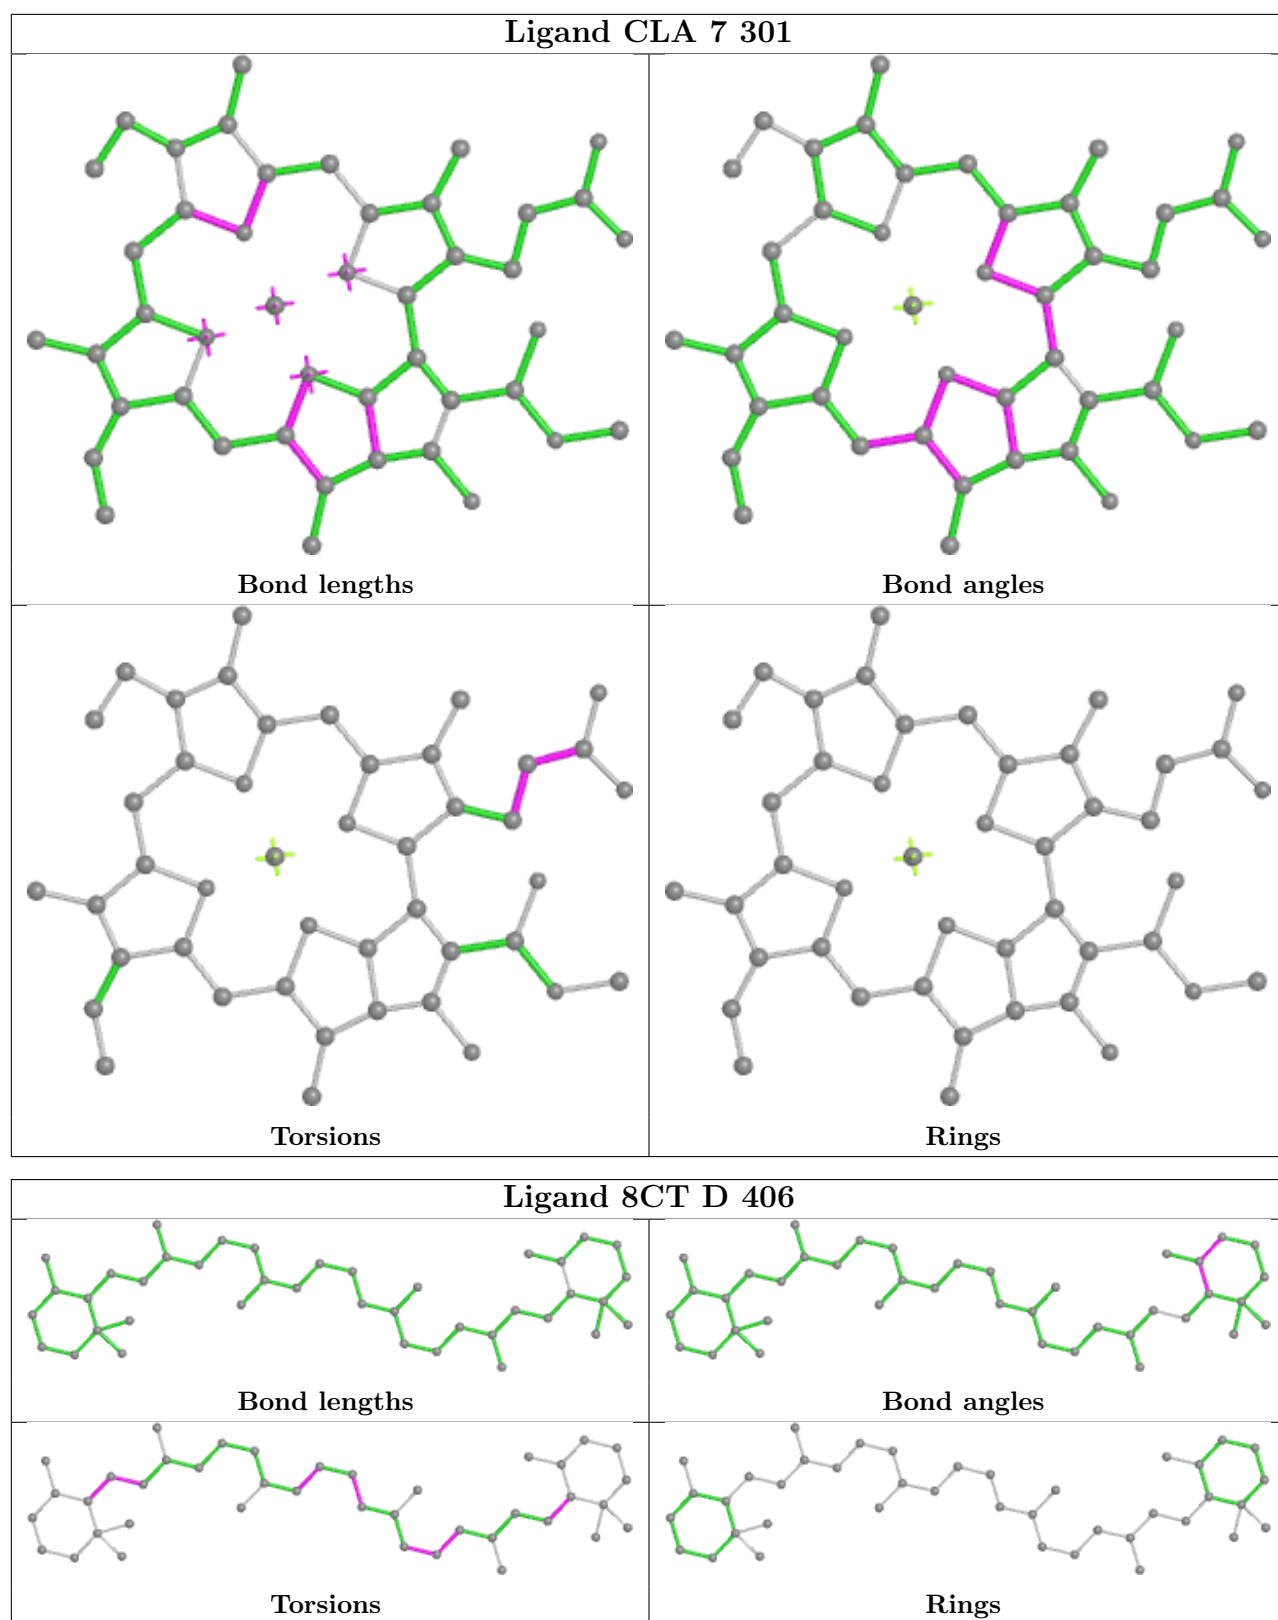 Ligand CLA 7 301
Bond lengths
Bond angles
Torsions
Rings
Ligand 8CT D 406
Bond lengths
Bond angles
Torsions
Rings